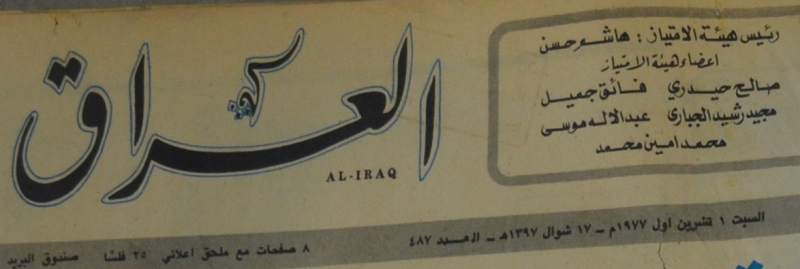 العراق
AL-IRAQ
رئيس هيئة الامتياز : هاشم حسن
اعضاء هيئة الامتياز
صالح حيدري فائق جميل
مجيد رشيد الجباري عبد الاله موسى
محمد امين محمد
السبت ١ تشرين اول ١٩٧٧م – ١٧ شوال ١٣٩٧هـ – العدد ٤٨٧
٨ صفحات مع ملحق اعلاني ٢٥ فلسًا صندوق البريد